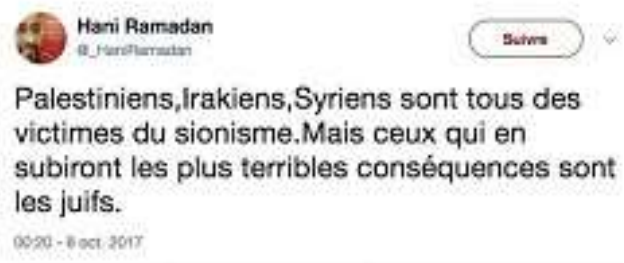 Hani Ramadan
@_HaniRamadan
Suivre
Palestiniens,Irakiens,Syriens sont tous des
victimes du sionisme.Mais ceux qui en
subiront les plus terribles conséquences sont
les juifs.
00:20 - 8 oct. 2017